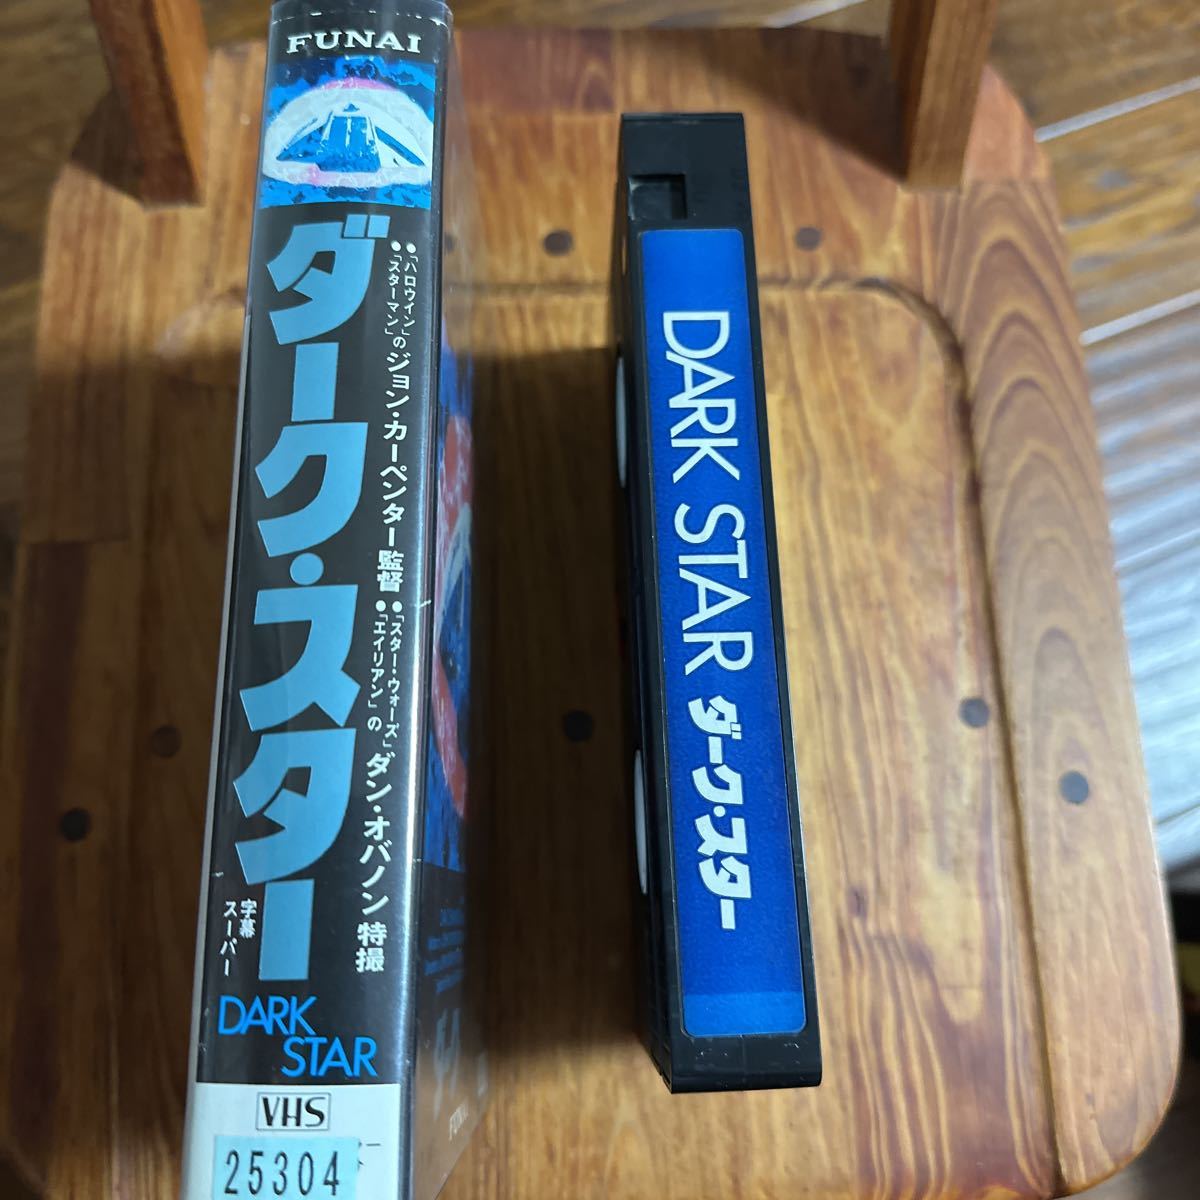 FUNAI
ダーク・スター
●「ハロウィン」の
●「スターマン」
ジョン・カーペンター監督
●「スター・ウォーズ」
●「エイリアン」の
ダン・オバノン特撮
字幕
スーパー
DARK
STAR
VHS
25304
DARK STAR ダーク・スター